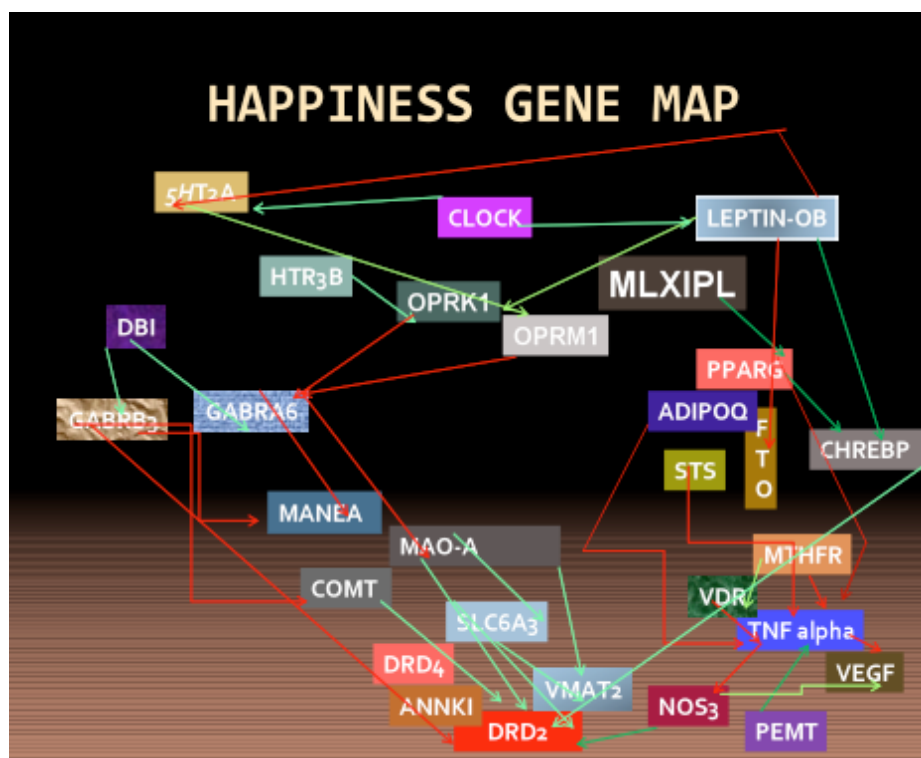 HAPPINESS GENE MAP
5HT2A
CLOCK
LEPTIN-OB
HTR3B
OPRK1
MLXIPL
OPRM1
DBI
PPARG
GABRB3
GABRA6
ADIPOQ
FTO
CHREBP
STS
MANEA
MAO-A
MTHFR
COMT
VDR
SLC6A3
TNF alpha
DRD4
VMAT2
VEGF
ANNKI
NOS3
DRD2
PEMT